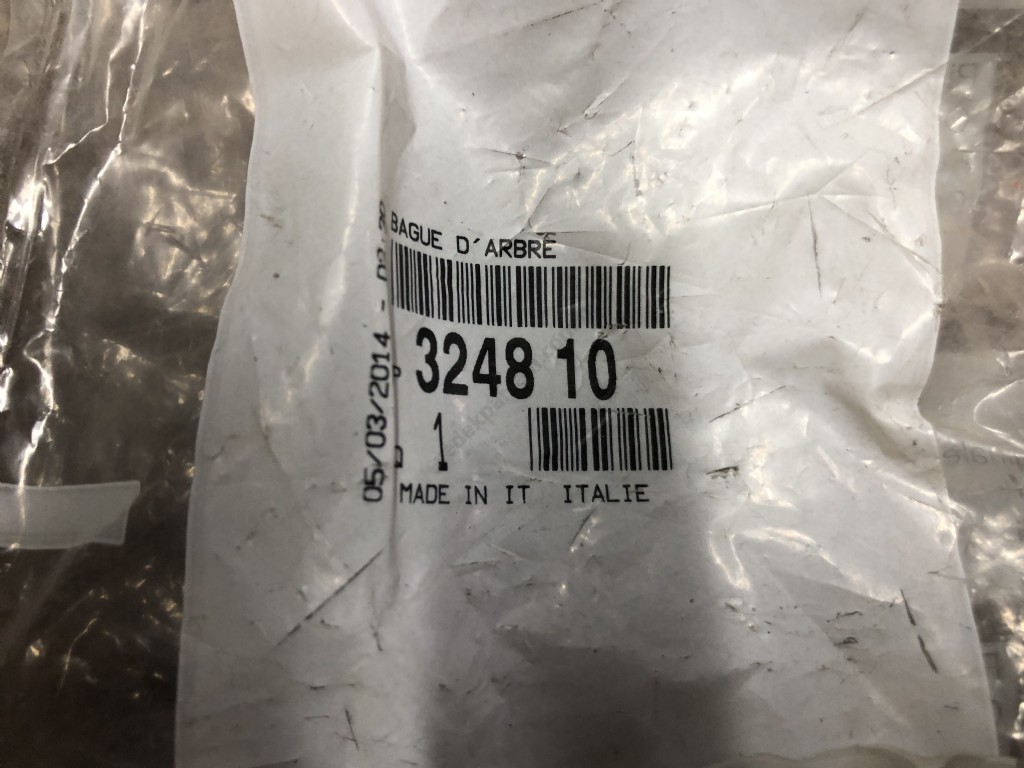 BAGUE D'ARBRE
3248 10
1
MADE IN IT ITALIE
05/03/2014 -